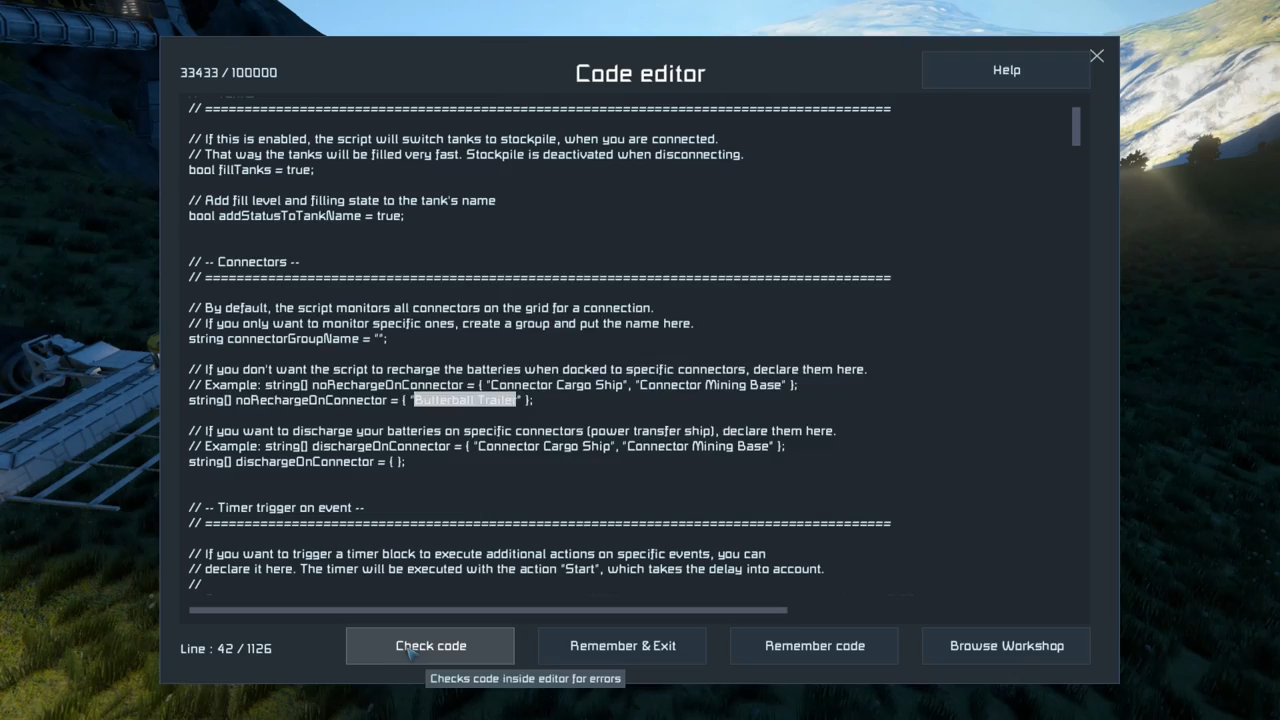 33433 / 100000
Code editor
Help
// ==========================================================================================
// If this is enabled, the script will switch tanks to stockpile, when you are connected.
// That way the tanks will be filled very fast. Stockpile is deactivated when disconnecting.
bool fillTanks = true;
// Add fill level and filling state to the tank's name
bool addStatusToTankName = true;
// -- Connectors --
// ==========================================================================================
// By default, the script monitors all connectors on the grid for a connection.
// If you only want to monitor specific ones, create a group and put the name here.
string connectorGroupName = "";
// If you don't want the script to recharge the batteries when docked to specific connectors, declare them here.
// Example: string[] noRechargeOnConnector = { "Connector Cargo Ship", "Connector Mining Base" };
string[] noRechargeOnConnector = { "Butterball Trailer" };
// If you want to discharge your batteries on specific connectors (power transfer ship), declare them here.
// Example: string[] dischargeOnConnector = { "Connector Cargo Ship", "Connector Mining Base" };
string[] dischargeOnConnector = { };
// -- Timer trigger on event --
// ==========================================================================================
// If you want to trigger a timer block to execute additional actions on specific events, you can
// declare it here. The timer will be executed with the action "Start", which takes the delay into account.
//
Line : 42 / 1126
Check code
Remember & Exit
Remember code
Browse Workshop
Checks code inside editor for errors